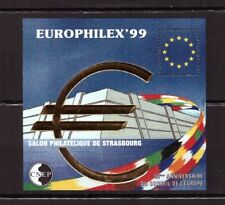 EUROPHILEX'99
SALON PHILATELIQUE DE STRASBOURG
CNEP
ANNIVERSAIRE
DU CONSEIL DE L'EUROPE